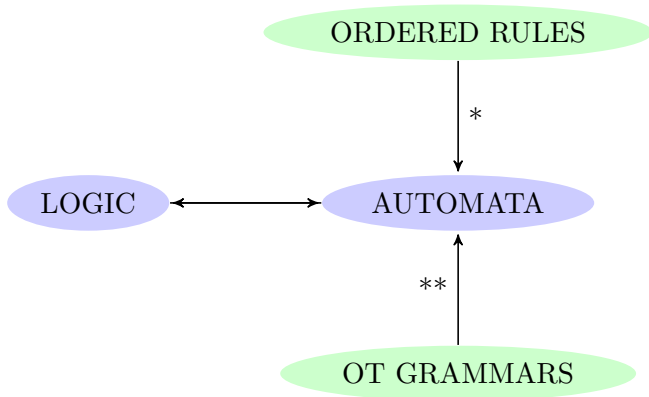 ORDERED RULES
*
LOGIC
AUTOMATA
**
OT GRAMMARS